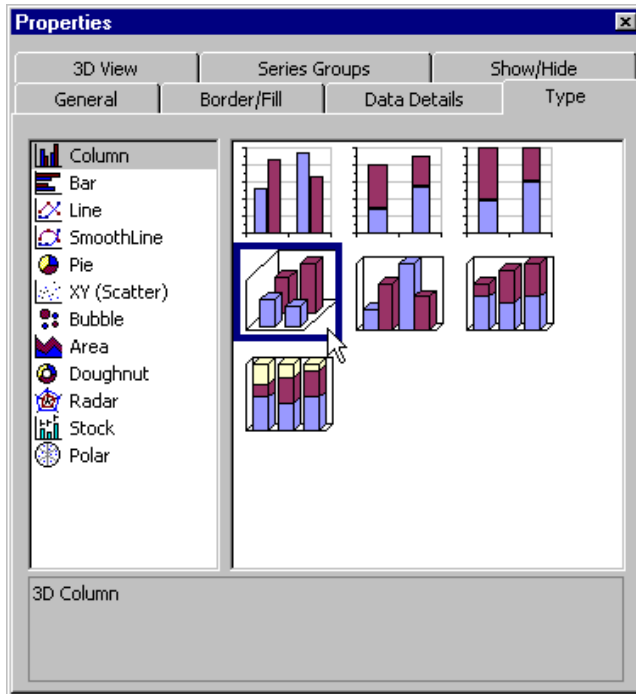 Properties
3D View Series Groups Show/Hide
General Border/Fill Data Details Type
Column
Bar
Line
SmoothLine
Pie
XY (Scatter)
Bubble
Area
Doughnut
Radar
Stock
Polar
3D Column